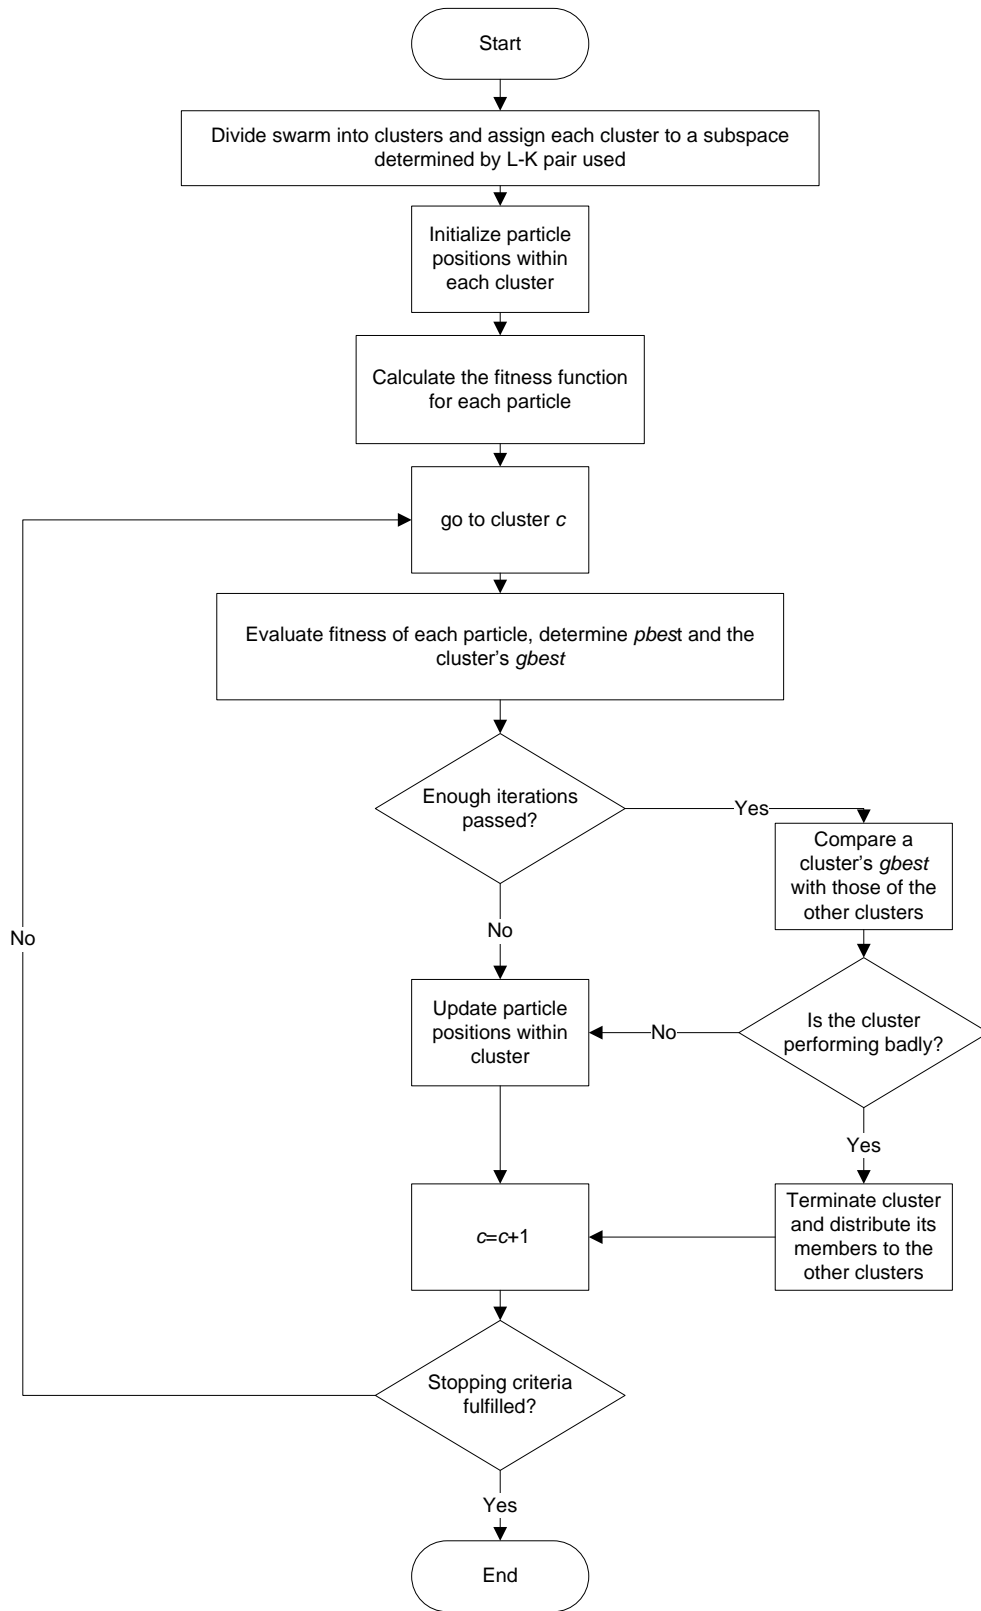 Start
Divide swarm into clusters and assign each cluster to a subspace
determined by L-K pair used
Initialize particle
positions within
each cluster
Calculate the fitness function
for each particle
go to cluster c
Evaluate fitness of each particle, determine pbest and the
cluster’s gbest
Enough iterations
passed?
Yes
Compare a
cluster’s gbest
with those of the
other clusters
No
No
Update particle
positions within
cluster
No
Is the cluster
performing badly?
Yes
Terminate cluster
and distribute its
members to the
other clusters
c=c+1
Stopping criteria
fulfilled?
Yes
End